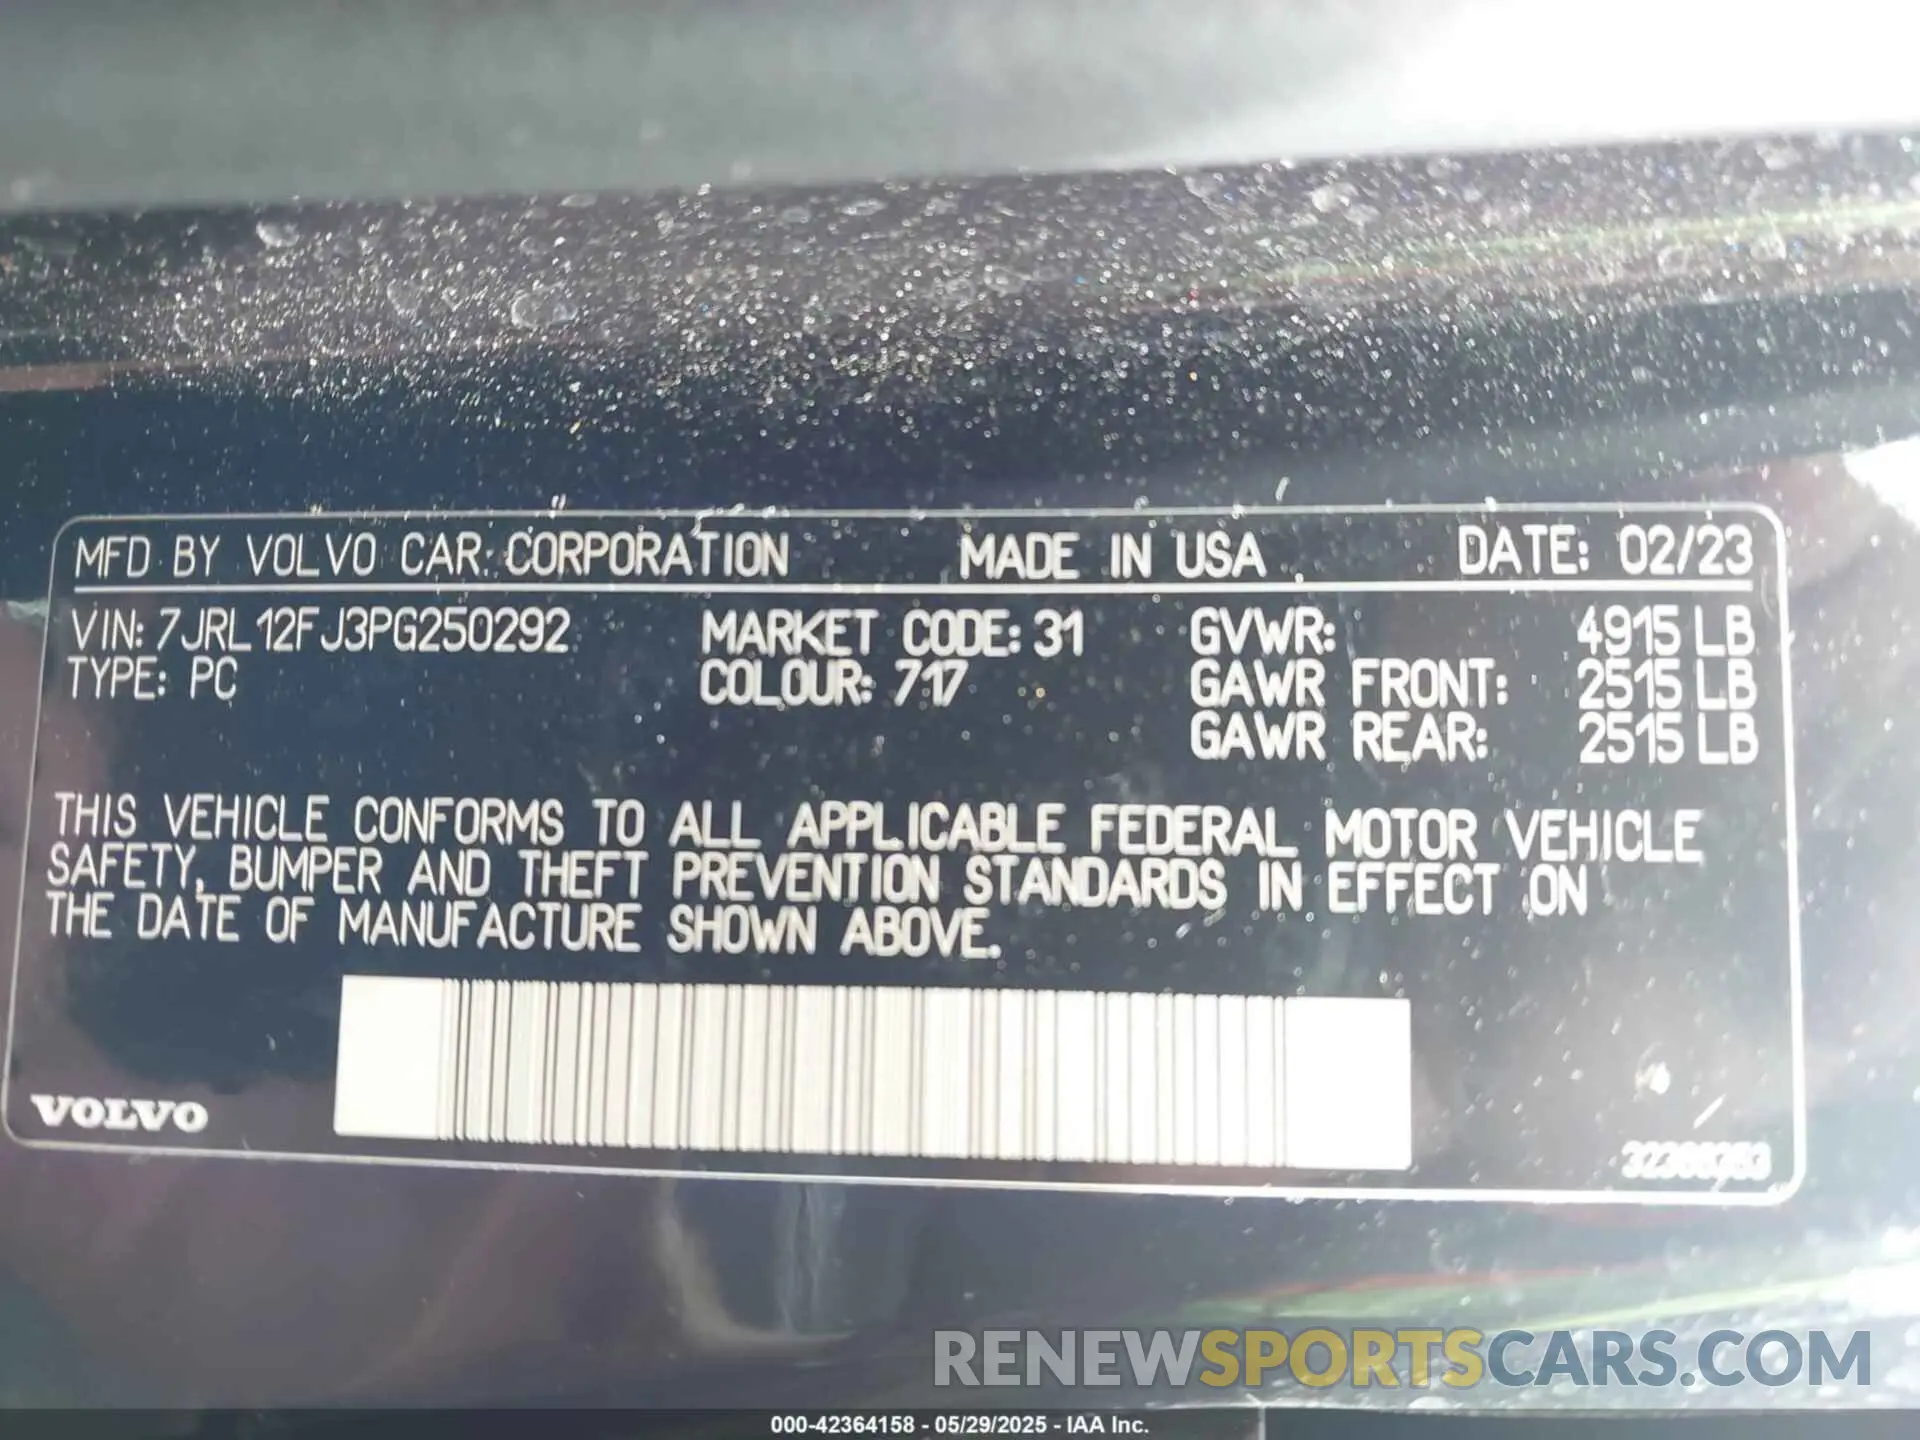 MFD BY VOLVO CAR CORPORATION MADE IN USA DATE: 02/23
VIN: 7JRL12FJ3PG250292 MARKET CODE: 31 GVWR: 4915 LB
TYPE: PC COLOUR: 717 GAWR FRONT: 2515 LB
GAWR REAR: 2515 LB
THIS VEHICLE CONFORMS TO ALL APPLICABLE FEDERAL MOTOR VEHICLE
SAFETY, BUMPER AND THEFT PREVENTION STANDARDS IN EFFECT ON
THE DATE OF MANUFACTURE SHOWN ABOVE.
VOLVO
RENEWSPORTSCARS.COM
000-42364158 - 05/29/2025 - IAA Inc.